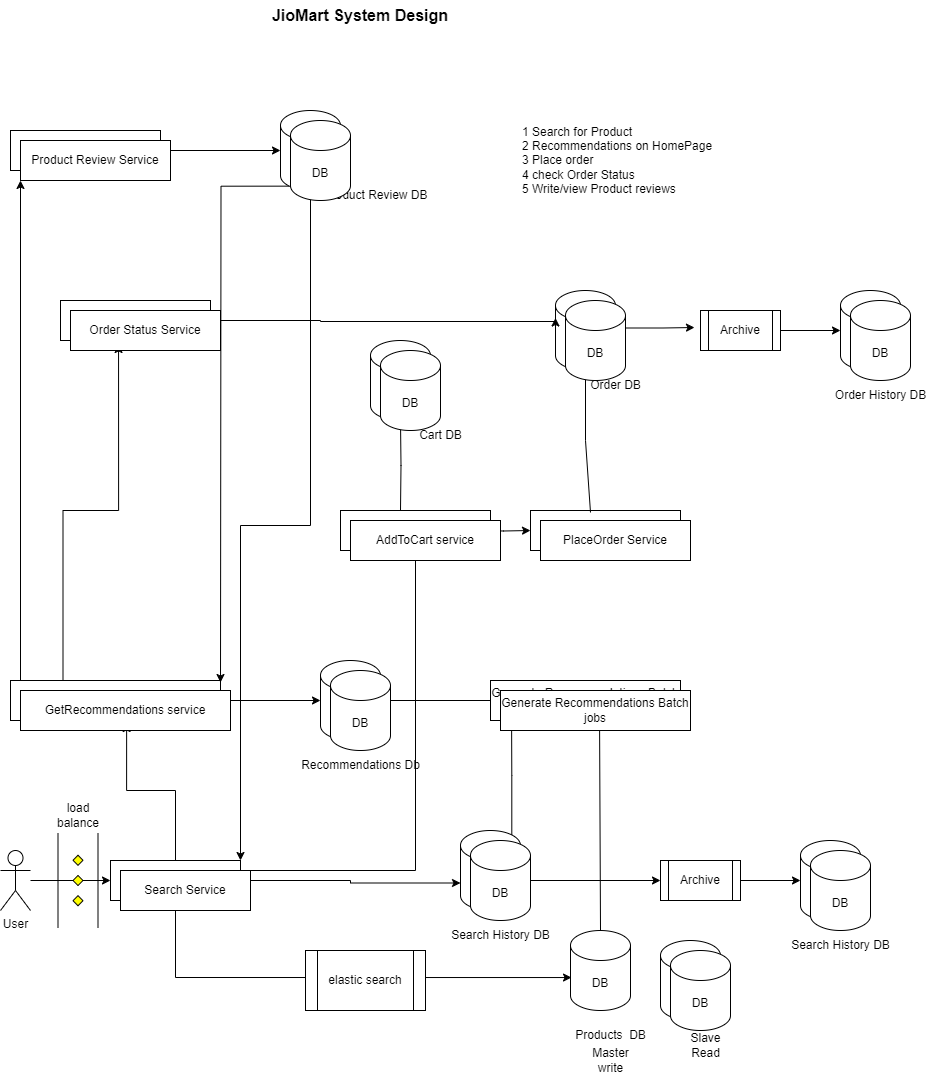 JioMart System Design
1 Search for Product
2 Recommendations on HomePage
3 Place order
4 check Order Status
5 Write/view Product reviews
Product Review Service
DB
duct Review DB
Order Status Service
DB
Order DB
Archive
DB
Order History DB
DB
Cart DB
AddToCart service
PlaceOrder Service
GetRecommendations service
DB
Recommendations Db
Generate Recommendations Batch
jobs
load
balance
User
Search Service
DB
Search History DB
Archive
DB
Search History DB
elastic search
DB
Products  DB
Master
write
DB
Slave
Read